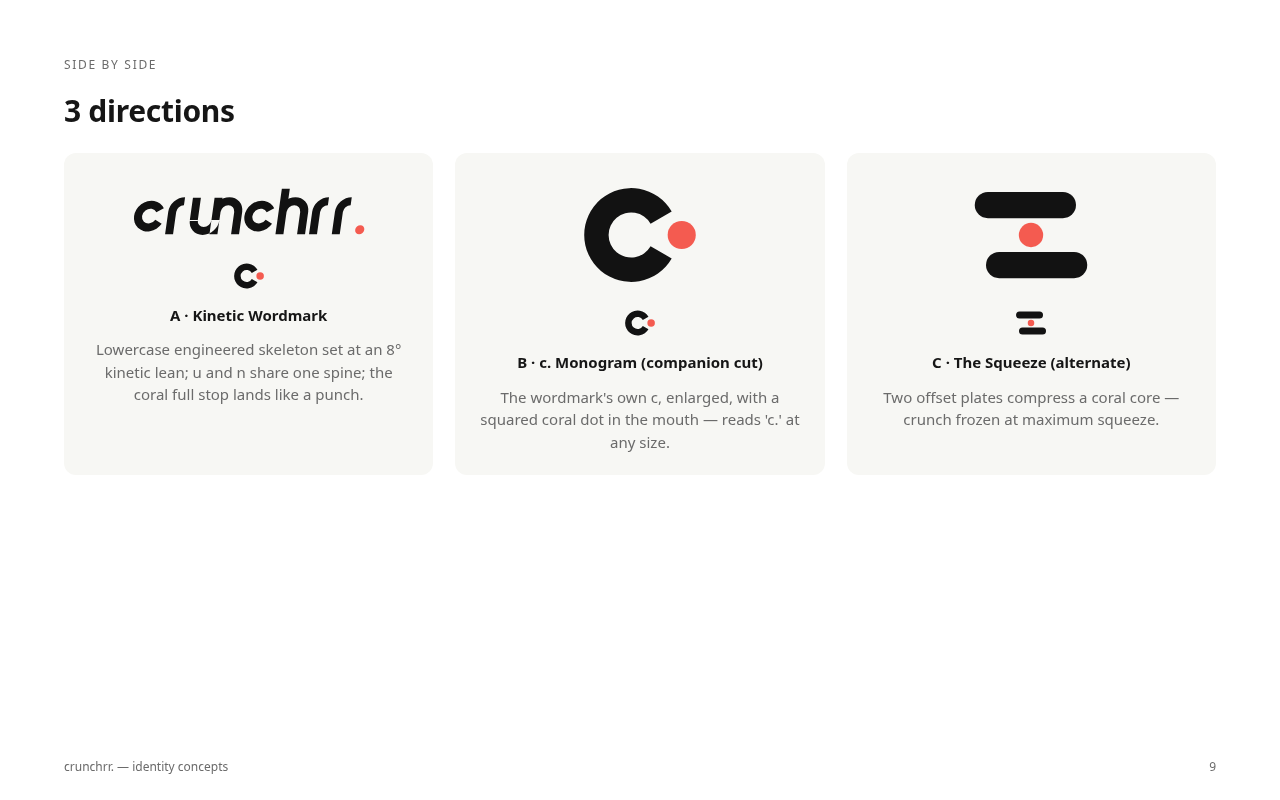 SIDE BY SIDE
3 directions
crunchrr.
A · Kinetic Wordmark
Lowercase engineered skeleton set at an 8°
kinetic lean; u and n share one spine; the
coral full stop lands like a punch.
B · c. Monogram (companion cut)
The wordmark's own c, enlarged, with a
squared coral dot in the mouth — reads 'c.' at
any size.
C · The Squeeze (alternate)
Two offset plates compress a coral core —
crunch frozen at maximum squeeze.
crunchrr. — identity concepts
9